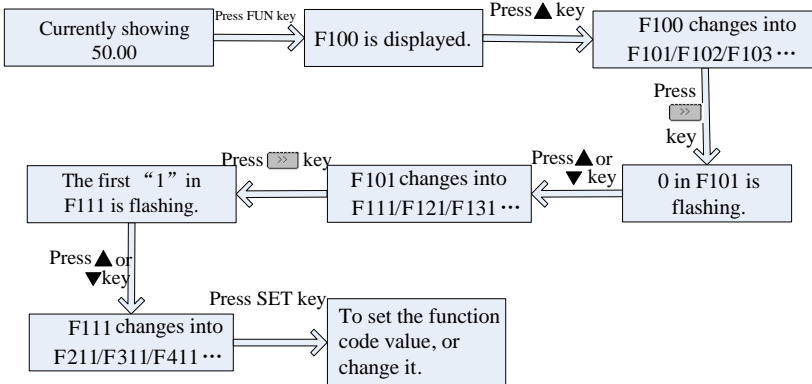 Currently showing
50.00
Press FUN key
F100 is displayed.
Press▲ key
F100 changes into
F101/F102/F103 ⋯
Press
>>
key
0 in F101 is
flashing.
Press▲or
▼ key
F101 changes into
F111/F121/F131 ⋯
Press >> key
The first “1” in
F111 is flashing.
Press▲or
▼key
F111 changes into
F211/F311/F411 ⋯
Press SET key
To set the function
code value, or
change it.